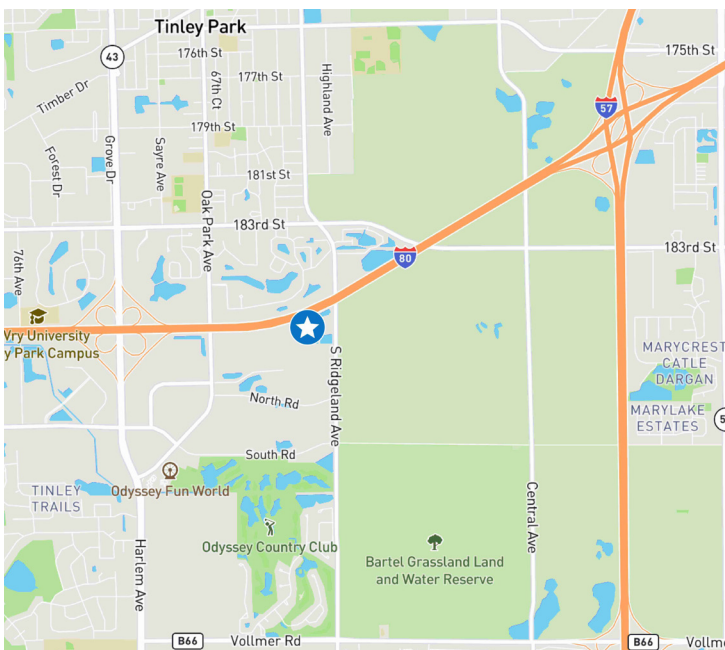 Tinley Park
176th St
175th St
43
177th St
Highland Ave
67th Ct
Timber Dr
57
179th St
Grove Dr
Sayre Ave
Forest Dr
181st St
Oak Park Ave
183rd St
183rd St
76th Ave
80
Vry University
y Park Campus
S Ridgeland Ave
MARYCREST
CATLE
DARGAN
North Rd
MARYLAKE
ESTATES
5
South Rd
Odyssey Fun World
TINLEY
TRAILS
Central Ave
Odyssey Country Club
Harlem Ave
Bartel Grassland Land
and Water Reserve
B66
Vollmer Rd
B66
Vollm